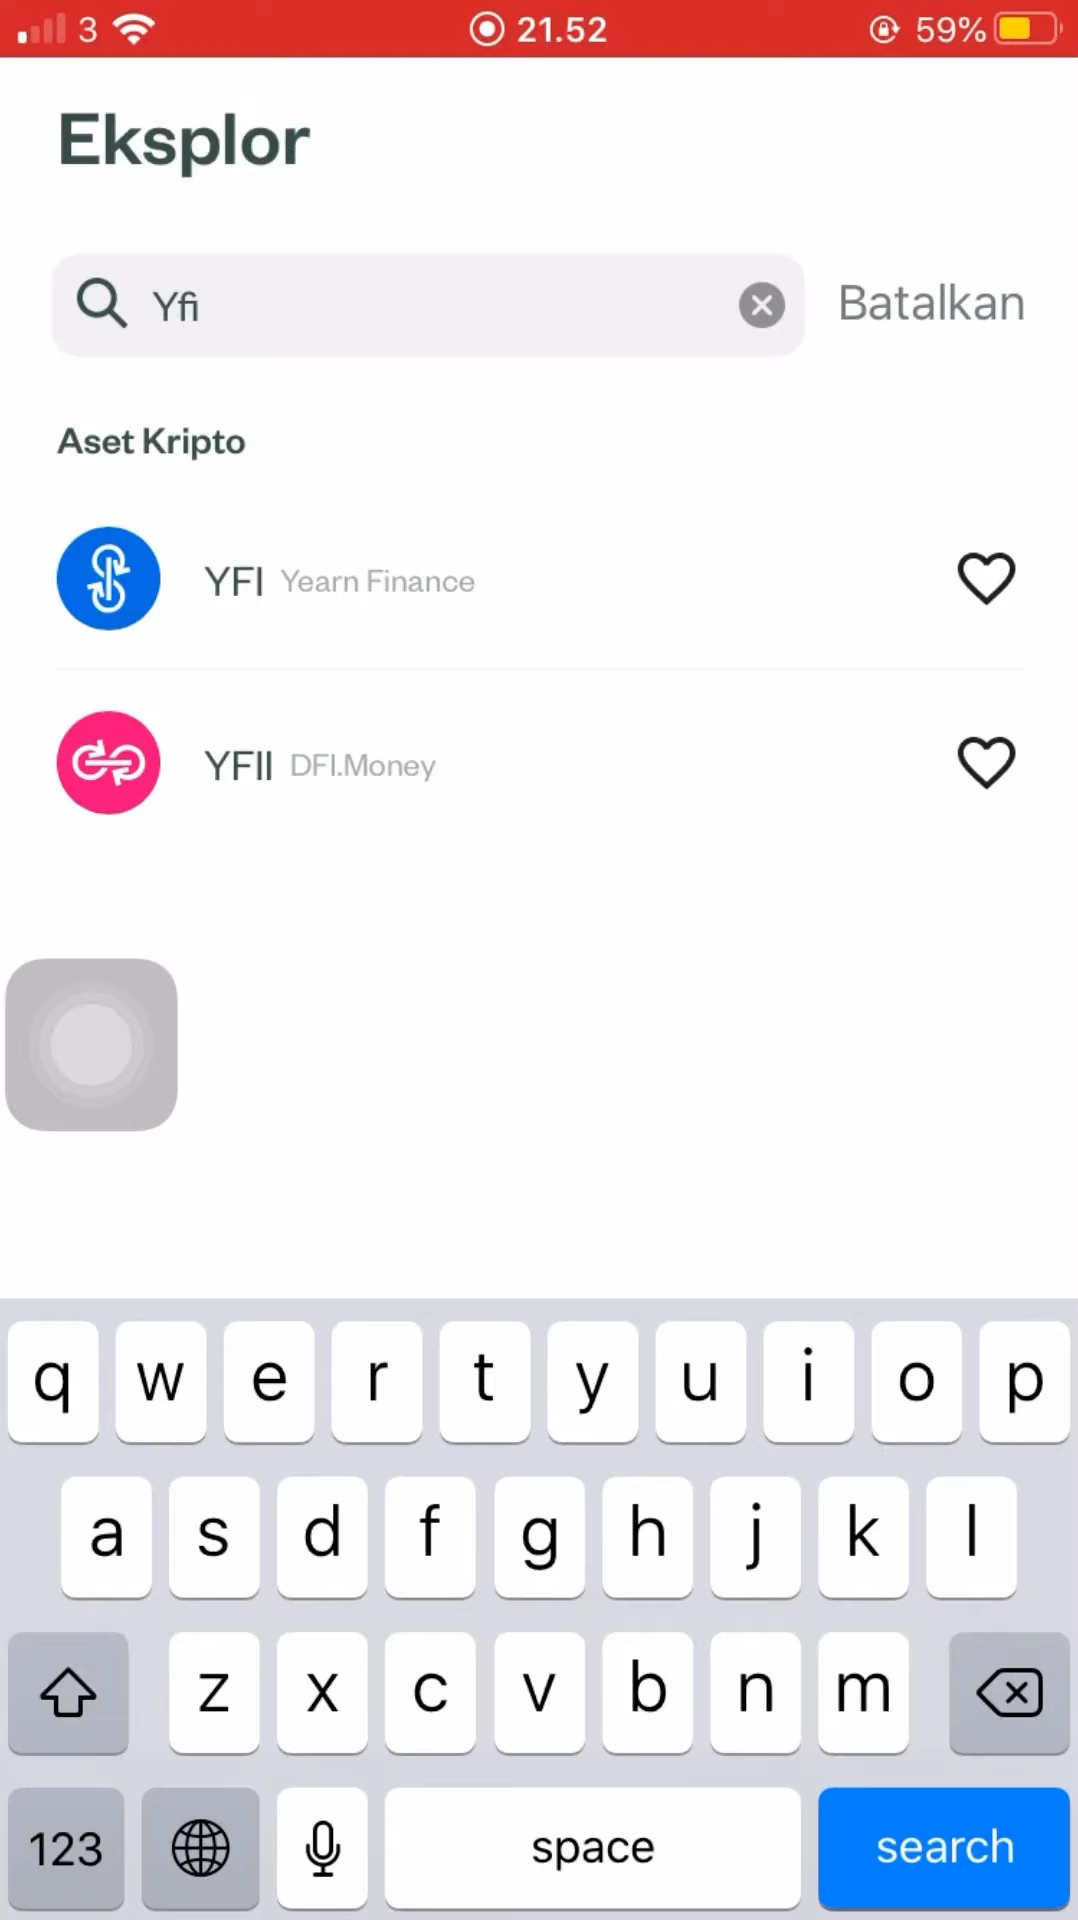 3 21.52 59%
Eksplor
Yfi Batalkan
Aset Kripto
YFI Yearn Finance
YFII DFI.Money
q w e r t y u i o p
a s d f g h j k l
z x c v b n m
123 space search